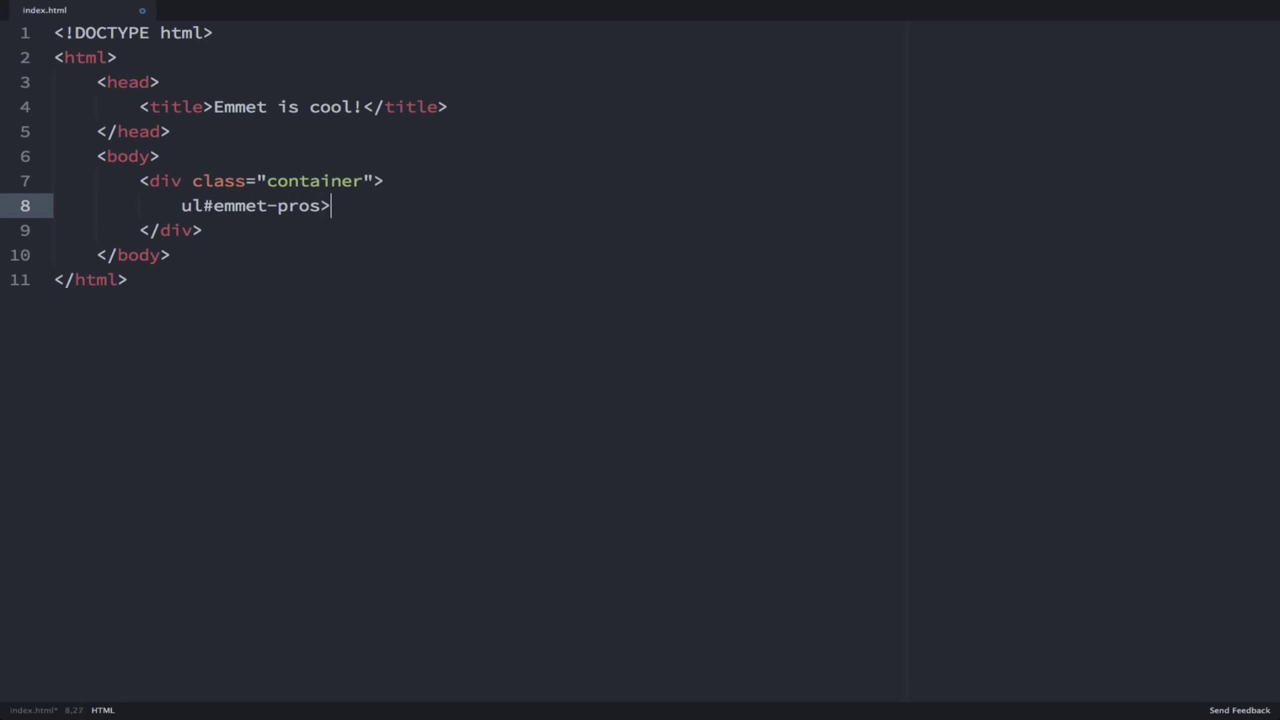 index.html
1 <!DOCTYPE html>
2 <html>
3     <head>
4         <title>Emmet is cool!</title>
5     </head>
6     <body>
7         <div class="container">
8             ul#emmet-pros>
9         </div>
10     </body>
11 </html>
index.html* 8,27 HTML Send Feedback